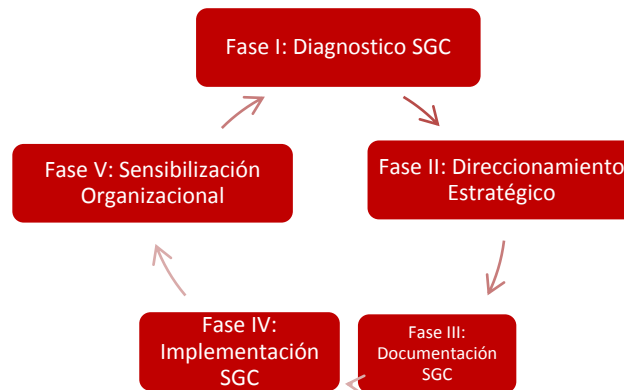 Fase I: Diagnostico SGC
Fase II: Direccionamiento
Estratégico
Fase III:
Documentación
SGC
Fase IV:
Implementación
SGC
Fase V: Sensibilización
Organizacional